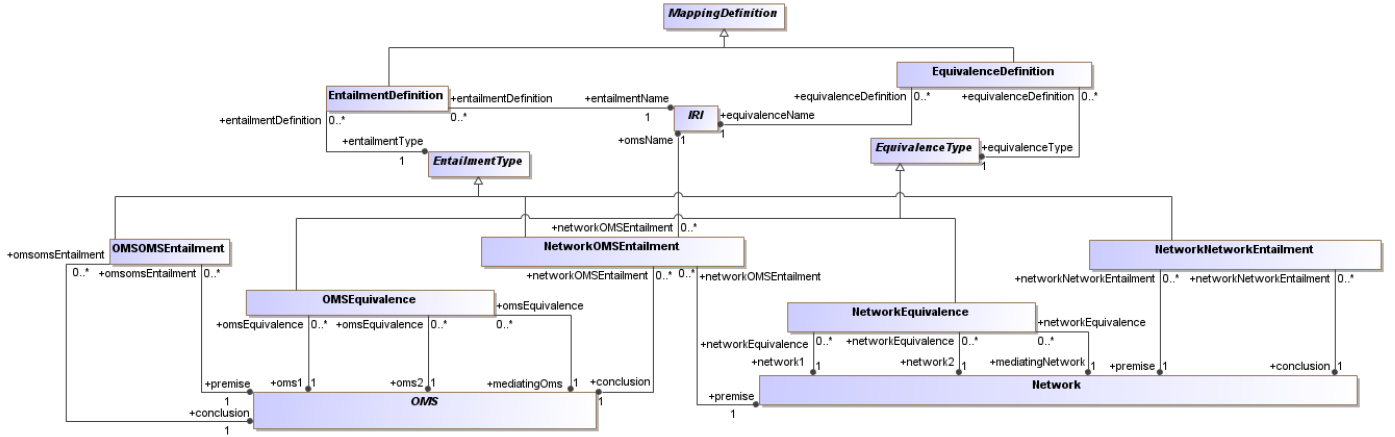 MappingDefinition
EquivalenceDefinition
EntailmentDefinition
+entailmentDefinition
0..*
+entailmentName
1
+equivalenceDefinition
0..*
+equivalenceDefinition
0..*
IRI
+equivalenceName
1
+entailmentDefinition
0..*
+entailmentType
1
+omsName
1
EntailmentType
EquivalenceType
+equivalenceType
1
+networkOMSEntailment
0..*
OMSOMSEntailment
NetworkOMSEntailment
NetworkNetworkEntailment
+omsomsEntailment
0..*
+omsomsEntailment
0..*
+networkOMSEntailment
0..*
0..*
+networkOMSEntailment
+networkNetworkEntailment
0..*
+networkNetworkEntailment
0..*
OMSEquivalence
+omsEquivalence
0..*
+omsEquivalence
0..*
+omsEquivalence
0..*
NetworkEquivalence
+networkEquivalence
0..*
+networkEquivalence
0..*
+networkEquivalence
0..*
+network1
1
+network2
1
+mediatingNetwork
1
+premise
1
+conclusion
1
+premise
1
+oms1
1
+oms2
1
+mediatingOms
1
+conclusion
1
Network
+premise
1
OMS
+conclusion
1